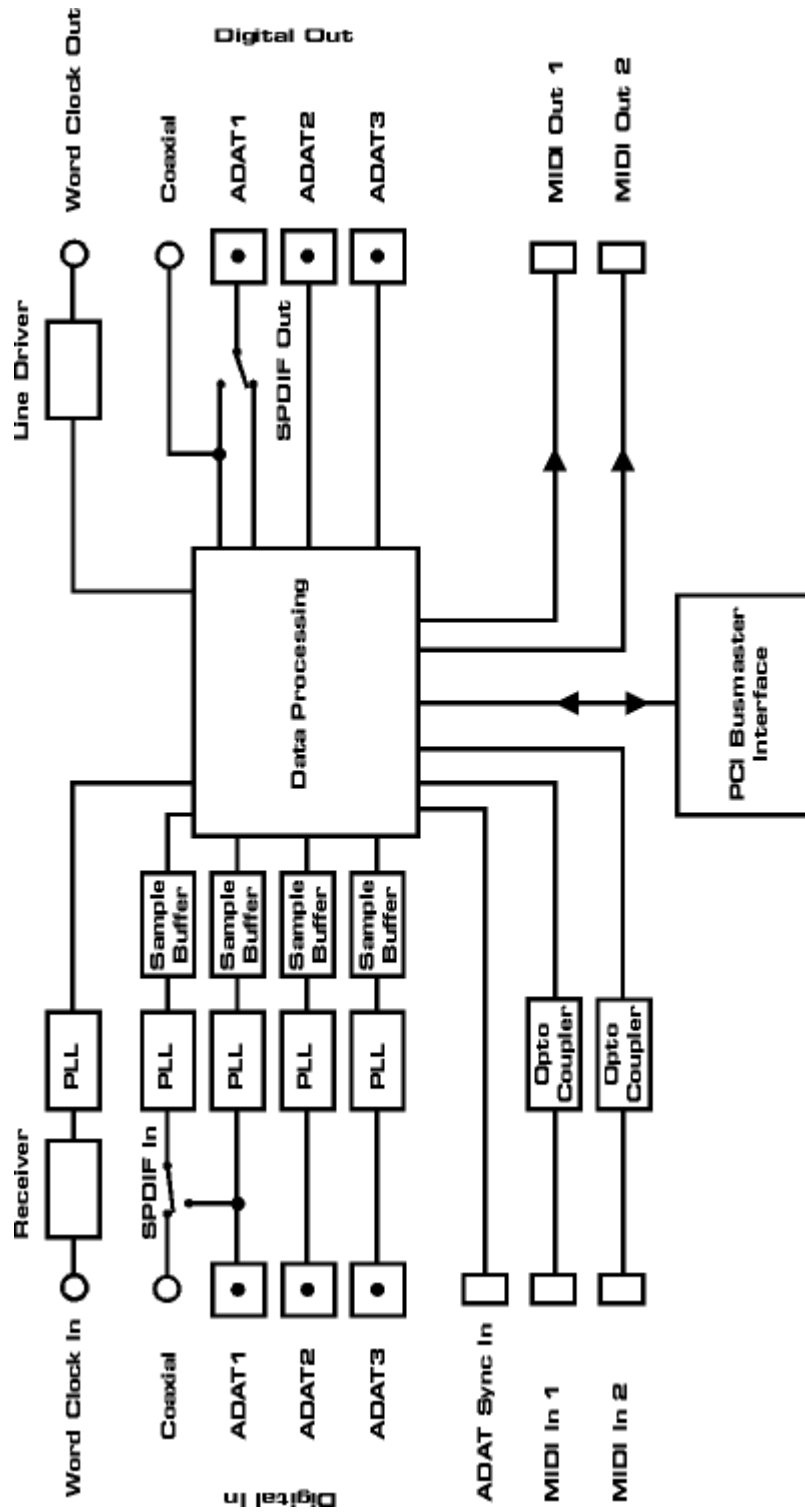 Word Clock In
Receiver
PLL
Line Driver
Word Clock Out
Digital In
Coaxial
SPDIF In
PLL
Sample
Buffer
ADAT1
PLL
Sample
Buffer
ADAT2
PLL
Sample
Buffer
ADAT3
PLL
Sample
Buffer
Data Processing
SPDIF Out
Digital Out
Coaxial
ADAT1
ADAT2
ADAT3
ADAT Sync In
MIDI In 1
Opto
Coupler
MIDI In 2
Opto
Coupler
MIDI Out 1
MIDI Out 2
PCI Busmaster
Interface